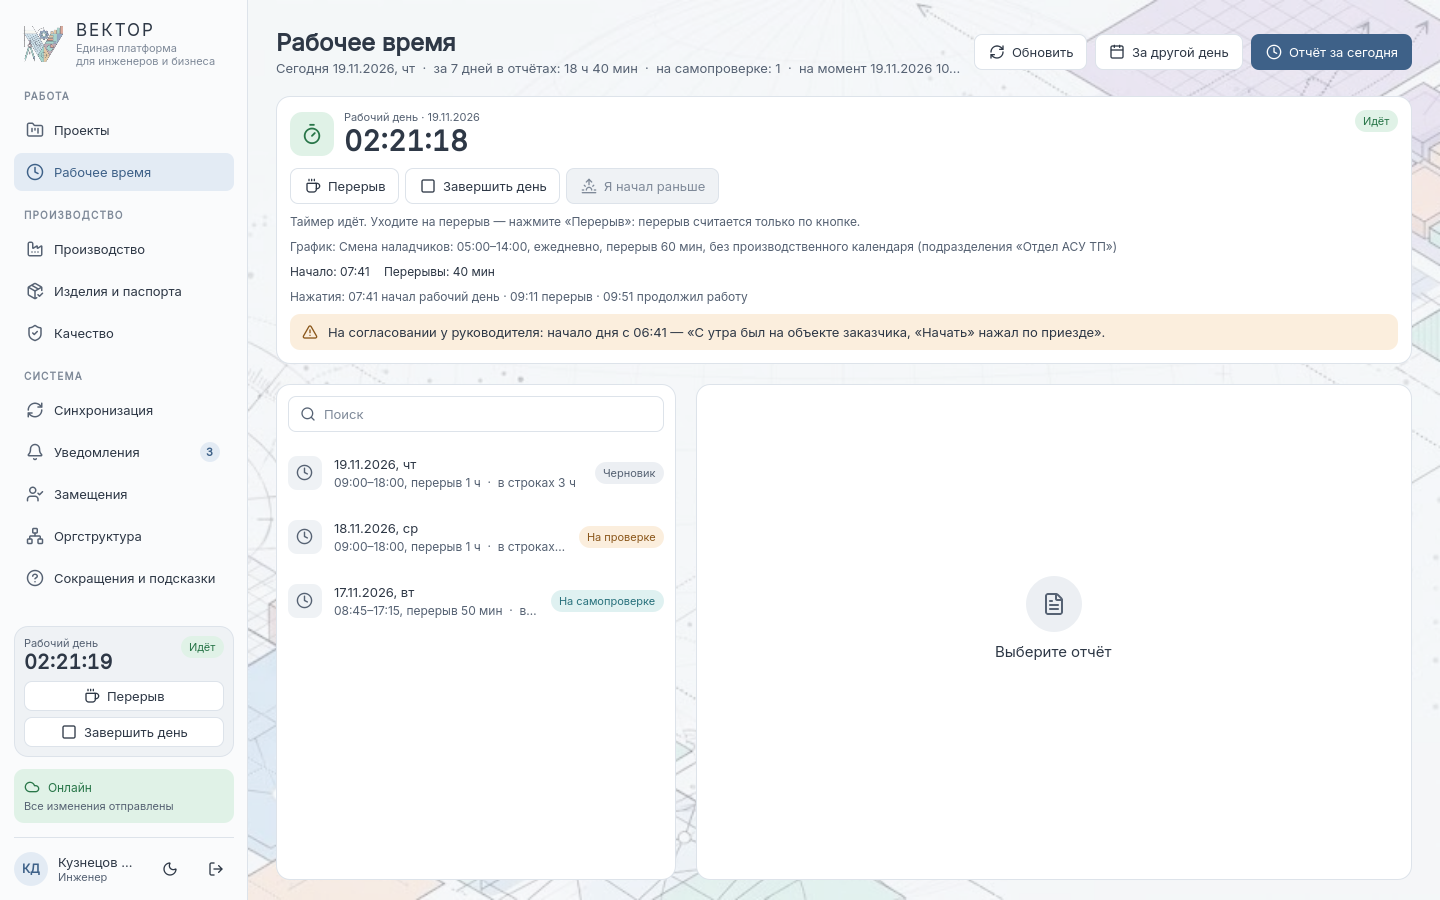 ВЕКТОР
Единая платформа
для инженеров и бизнеса
РАБОТА
Проекты
Рабочее время
ПРОИЗВОДСТВО
Производство
Изделия и паспорта
Качество
СИСТЕМА
Синхронизация
Уведомления 3
Замещения
Оргструктура
Сокращения и подсказки
Рабочий день
Идёт
02:21:19
Перерыв
Завершить день
Онлайн
Все изменения отправлены
КД
Кузнецов ...
Инженер
Рабочее время
Сегодня 19.11.2026, чт · за 7 дней в отчётах: 18 ч 40 мин · на самопроверке: 1 · на момент 19.11.2026 10...
Обновить
За другой день
Отчёт за сегодня
Рабочий день · 19.11.2026
02:21:18
Идёт
Перерыв
Завершить день
Я начал раньше
Таймер идёт. Уходите на перерыв — нажмите «Перерыв»: перерыв считается только по кнопке.
График: Смена наладчиков: 05:00–14:00, ежедневно, перерыв 60 мин, без производственного календаря (подразделения «Отдел АСУ ТП»)
Начало: 07:41 Перерывы: 40 мин
Нажатия: 07:41 начал рабочий день · 09:11 перерыв · 09:51 продолжил работу
На согласовании у руководителя: начало дня с 06:41 — «С утра был на объекте заказчика, «Начать» нажал по приезде».
Поиск
19.11.2026, чт
09:00–18:00, перерыв 1 ч · в строках 3 ч
Черновик
18.11.2026, ср
09:00–18:00, перерыв 1 ч · в строках...
На проверке
17.11.2026, вт
08:45–17:15, перерыв 50 мин · в...
На самопроверке
Выберите отчёт